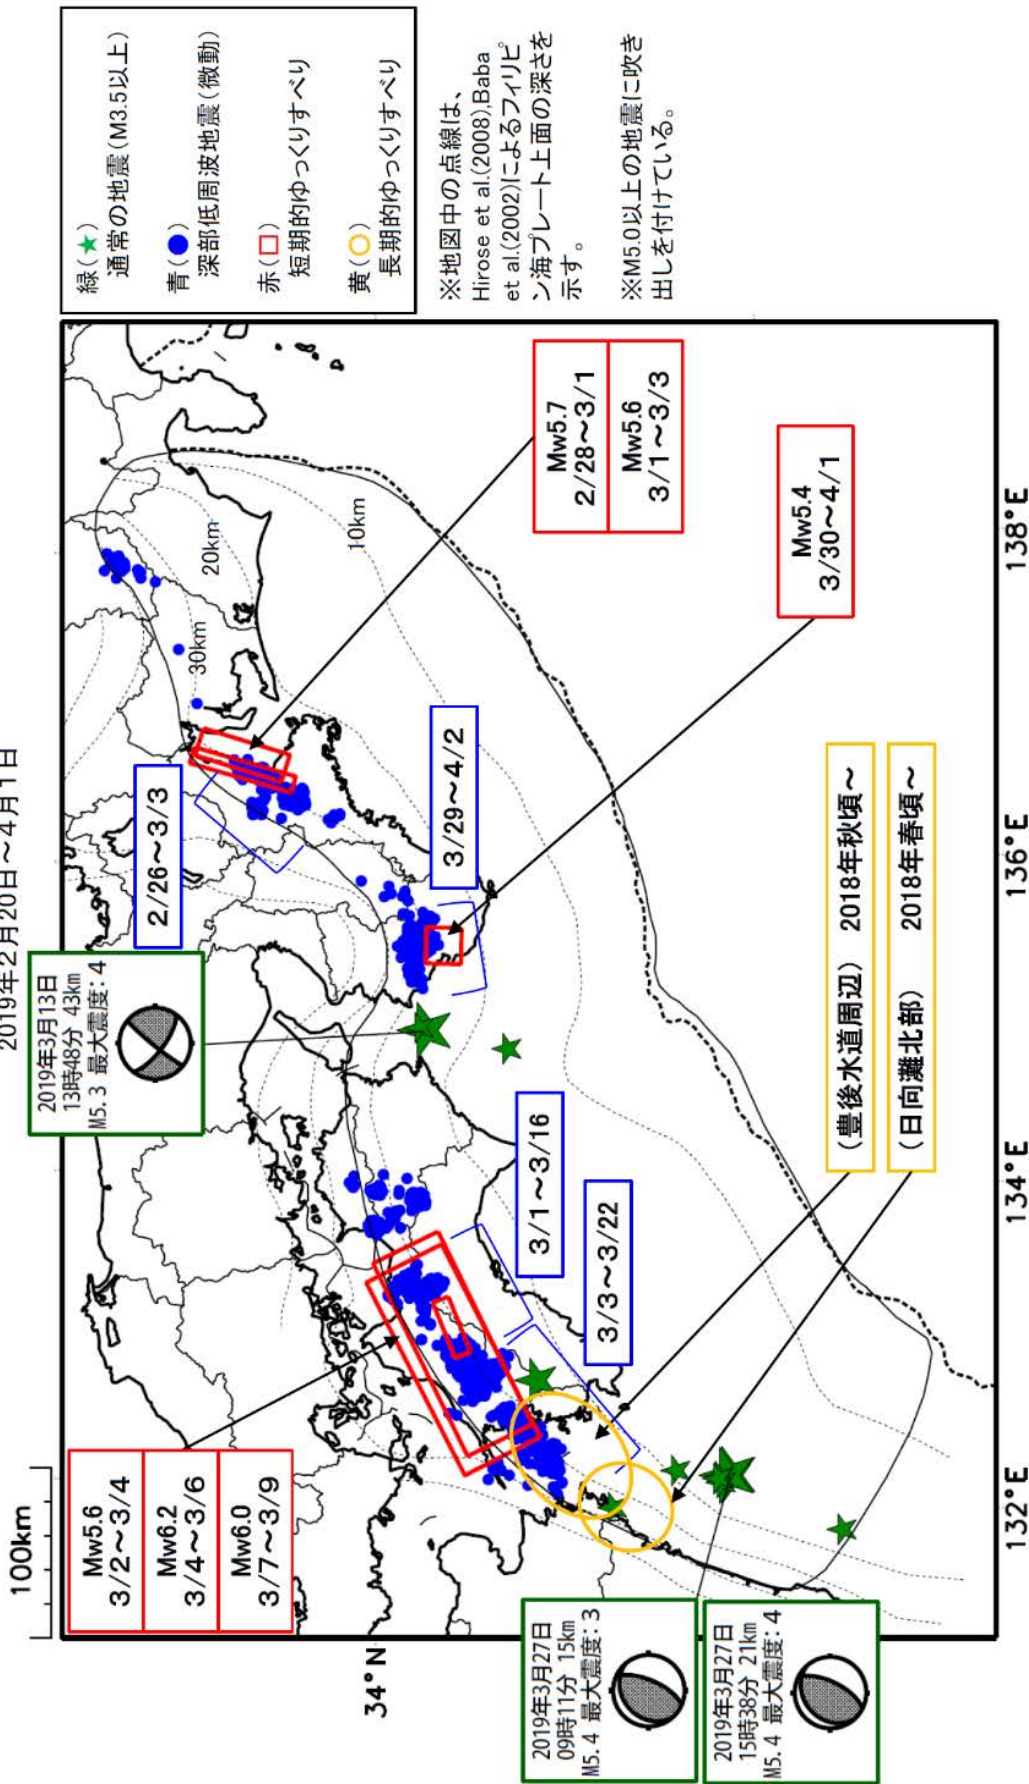 2019年2月20日～4月1日
100km
Mw5.6
3/2～3/4
Mw6.2
3/4～3/6
Mw6.0
3/7～3/9
2019年3月13日
13時48分 43km
M5.3 最大震度:4
2/26～3/3
30km
20km
10km
34°N
3/29～4/2
Mw5.7
2/28～3/1
Mw5.6
3/1～3/3
3/1～3/16
3/3～3/22
Mw5.4
3/30～4/1
2019年3月27日
09時11分 15km
M5.4 最大震度:3
2019年3月27日
15時38分 21km
M5.4 最大震度:4
(豊後水道周辺) 2018年秋頃～
(日向灘北部) 2018年春頃～
132°E
134°E
136°E
138°E
緑(★)
通常の地震(M3.5以上)
青(●)
深部低周波地震(微動)
赤(□)
短期的ゆっくりすべり
黄(○)
長期的ゆっくりすべり
※地図中の点線は、
Hirose et al.(2008),Baba
et al.(2002)によるフィリピ
ン海プレート上面の深さを
示す。
※M5.0以上の地震に吹き
出しを付けている。